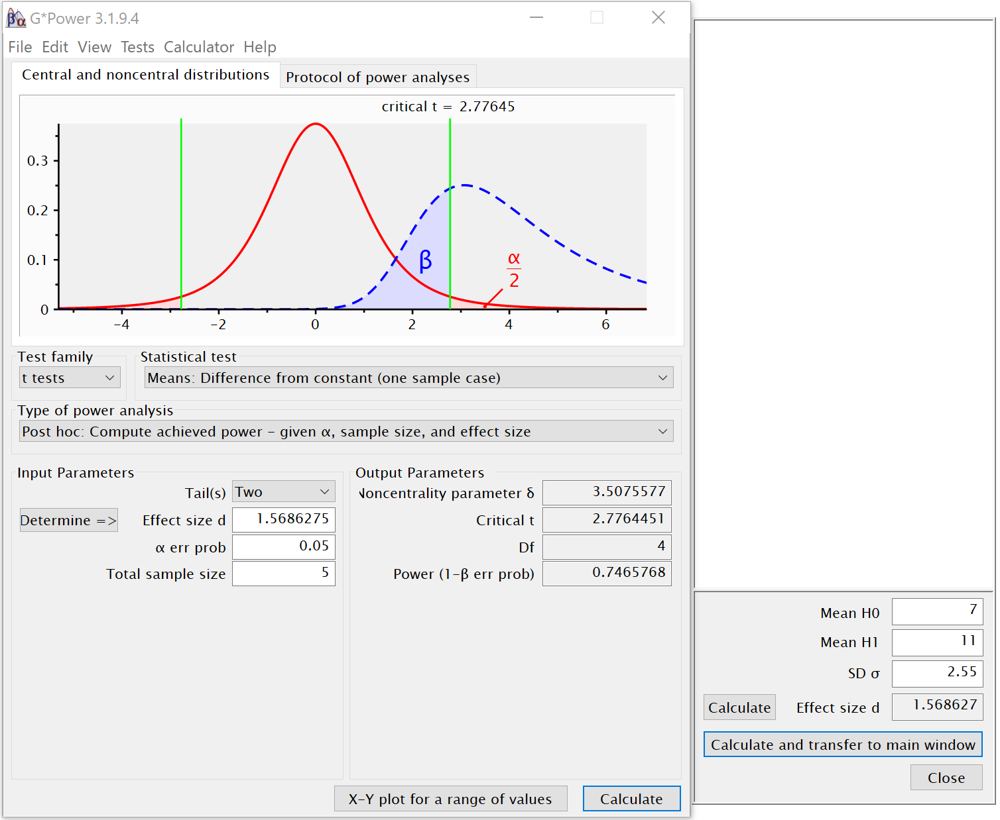 G*Power 3.1.9.4
File Edit View Tests Calculator Help
Central and noncentral distributions
Protocol of power analyses
critical t = 2.77645
0.3
0.2
0.1
0
β
α
2
-4
-2
0
2
4
6
Test family
Statistical test
t tests
Means: Difference from constant (one sample case)
Type of power analysis
Post hoc: Compute achieved power - given α, sample size, and effect size
Input Parameters
Tail(s) Two
Determine => Effect size d 1.5686275
α err prob 0.05
Total sample size 5
Output Parameters
Noncentrality parameter δ 3.5075577
Critical t 2.7764451
Df 4
Power (1-β err prob) 0.7465768
X-Y plot for a range of values
Calculate
Mean H0 7
Mean H1 11
SD σ 2.55
Calculate Effect size d 1.568627
Calculate and transfer to main window
Close